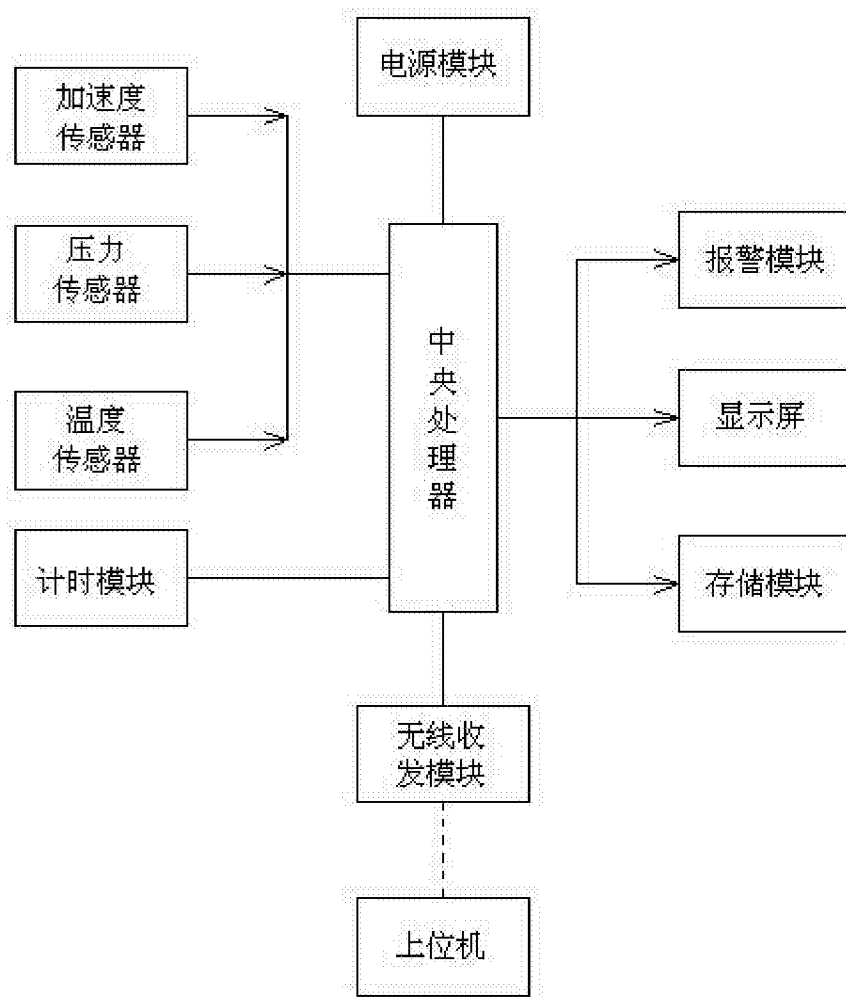 电源模块
加速度
传感器
压力
传感器
报警模块
中
央
处
理
器
显示屏
温度
传感器
计时模块
存储模块
无线收
发模块
上位机